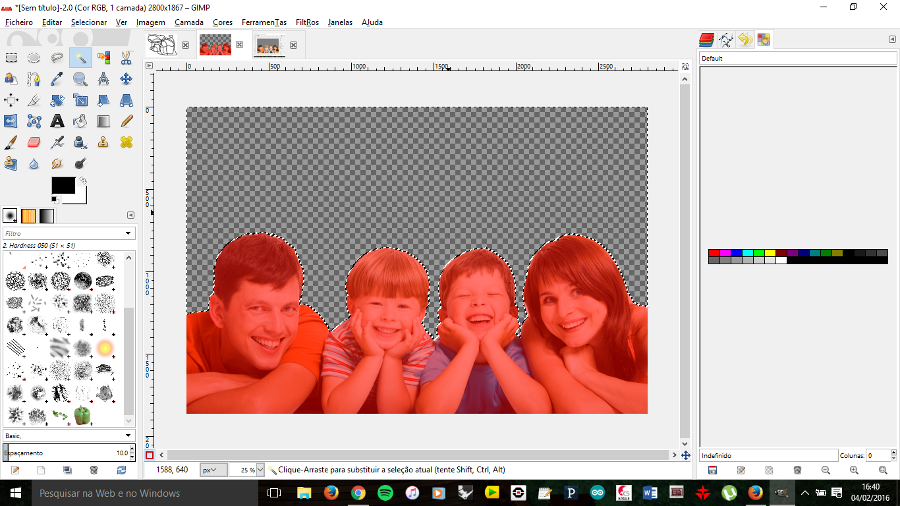 *[Sem título]-2.0 (Cor RGB, 1 camada) 2800x1867 – GIMP
Ficheiro Editar Selecionar Ver Imagem Camada Cores FerramenTas FiltRos Janelas AJuda
0 500 1000 1500 2000 2500
Default
Filtro
2. Hardness 050 (51 × 51)
Basic,
Espaçamento 10.0
Indefinido Colunas: 0
1588, 640 px 25 % Clique-Arraste para substituir a seleção atual (tente Shift, Ctrl, Alt)
Pesquisar na Web e no Windows
16:40
04/02/2016